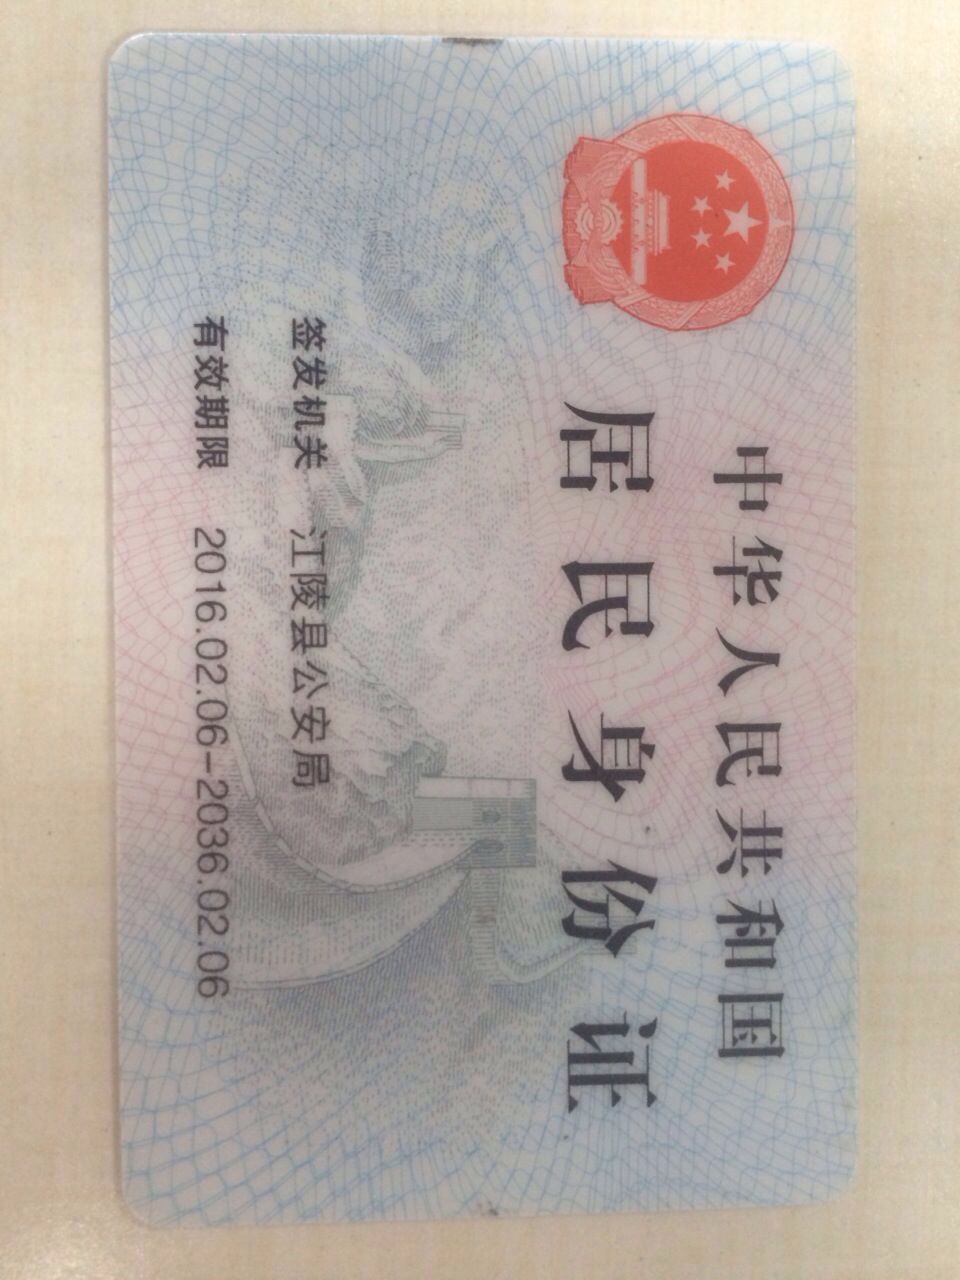 中华人民共和国
居民身份证
签发机关 江陵县公安局
有效期限 2016.02.06-2036.02.06